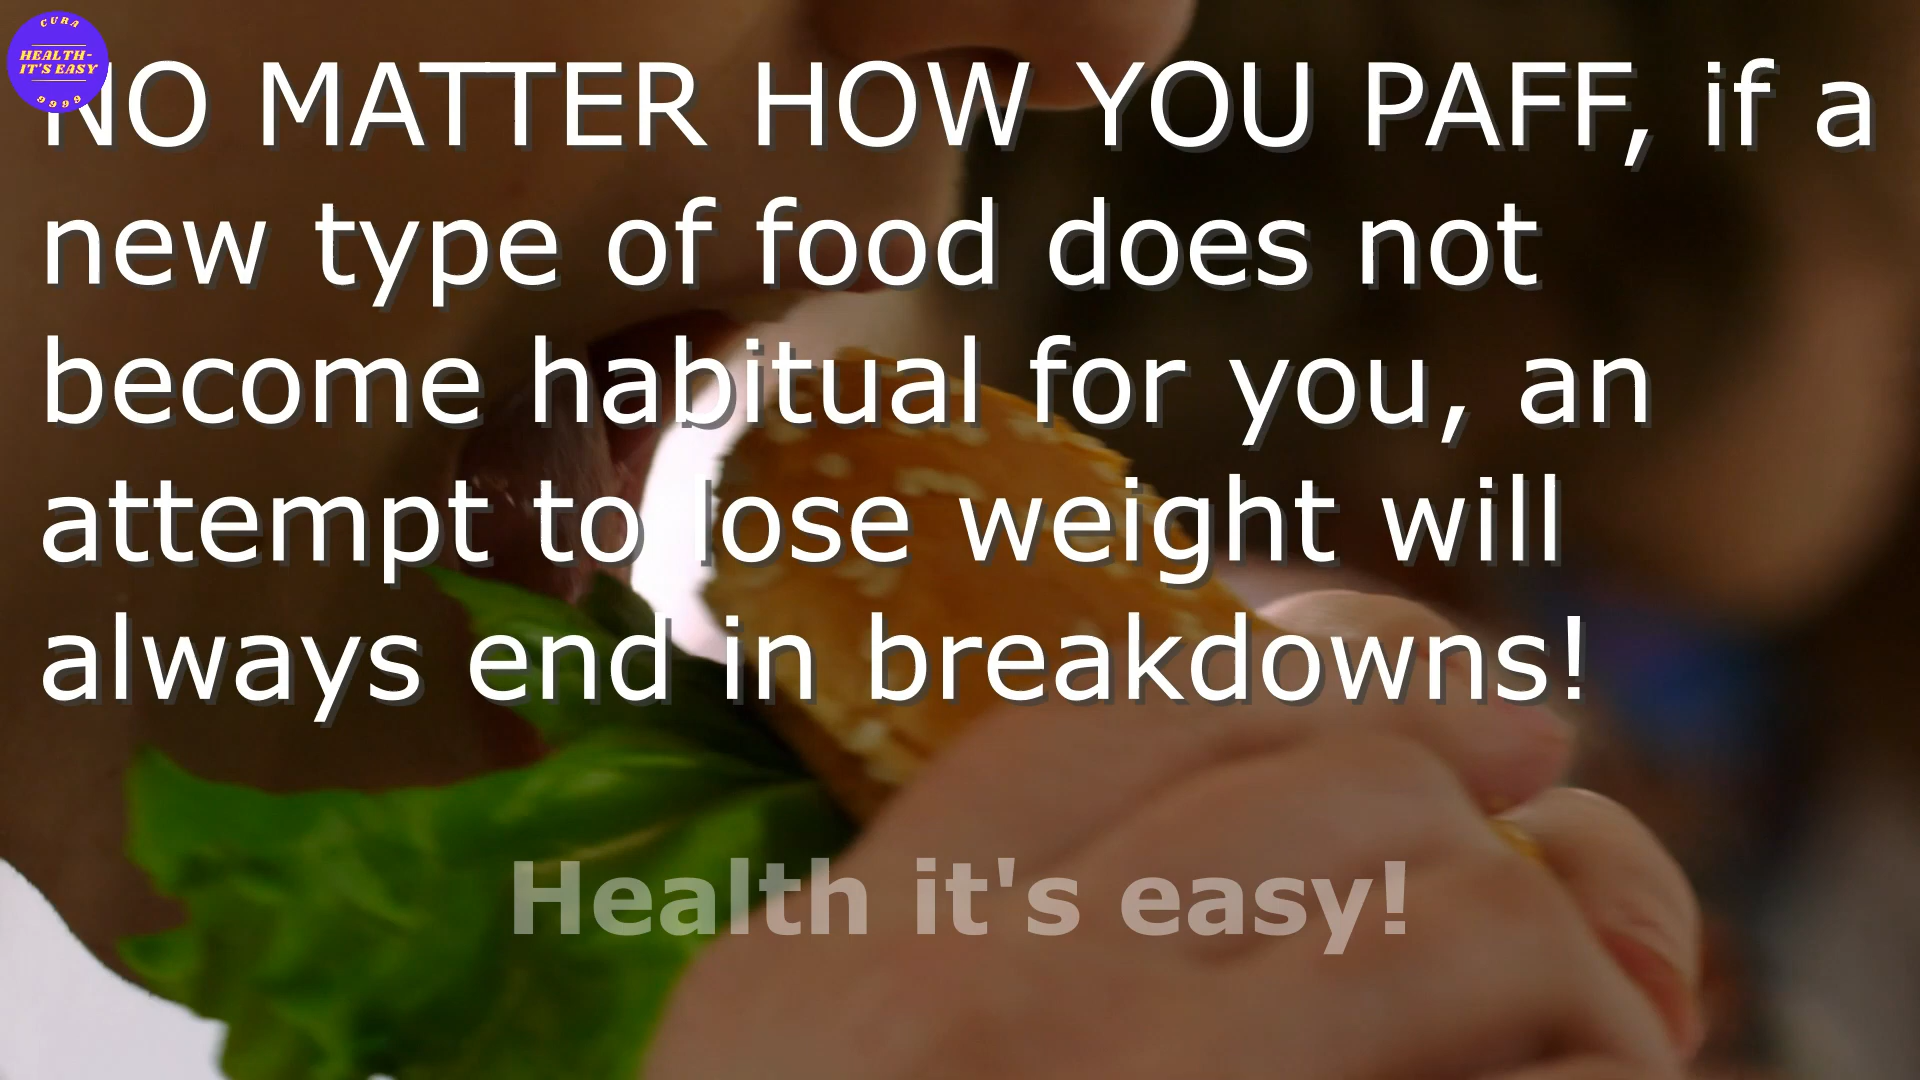 CURA
HEALTH-
IT'S EASY
9999
NO MATTER HOW YOU PAFF, if a
new type of food does not
become habitual for you, an
attempt to lose weight will
always end in breakdowns!
Health it's easy!